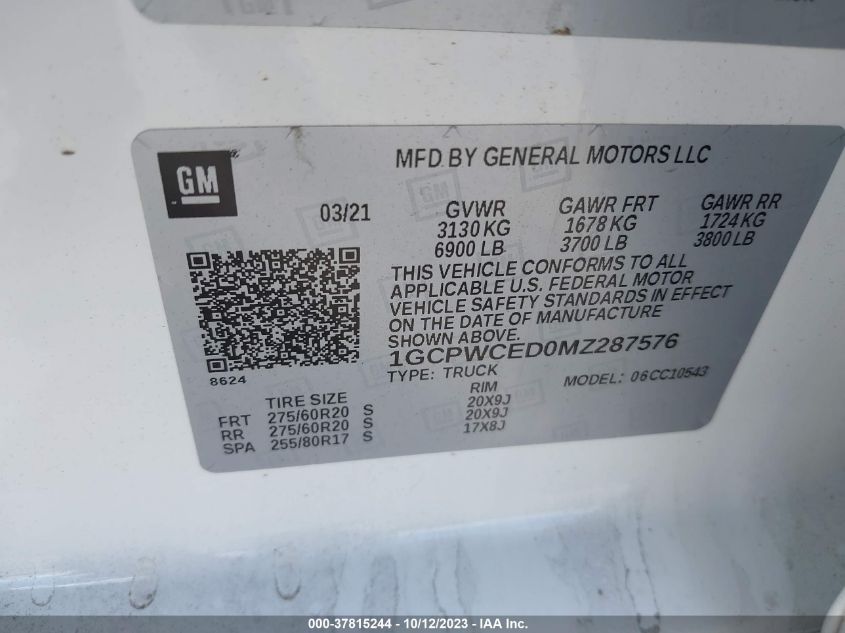 GM
MFD BY GENERAL MOTORS LLC
03/21
GVWR GAWR FRT GAWR RR
3130 KG 1678 KG 1724 KG
6900 LB 3700 LB 3800 LB
THIS VEHICLE CONFORMS TO ALL
APPLICABLE U.S. FEDERAL MOTOR
VEHICLE SAFETY STANDARDS IN EFFECT
ON THE DATE OF MANUFACTURE
SHOWN ABOVE.
1GCPWCED0MZ287576
8624
TYPE: TRUCK MODEL: 06CC10543
TIRE SIZE RIM
FRT 275/60R20 S 20X9J
RR 275/60R20 S 20X9J
SPA 255/80R17 S 17X8J
000-37815244 - 10/12/2023 - www.iaai.com